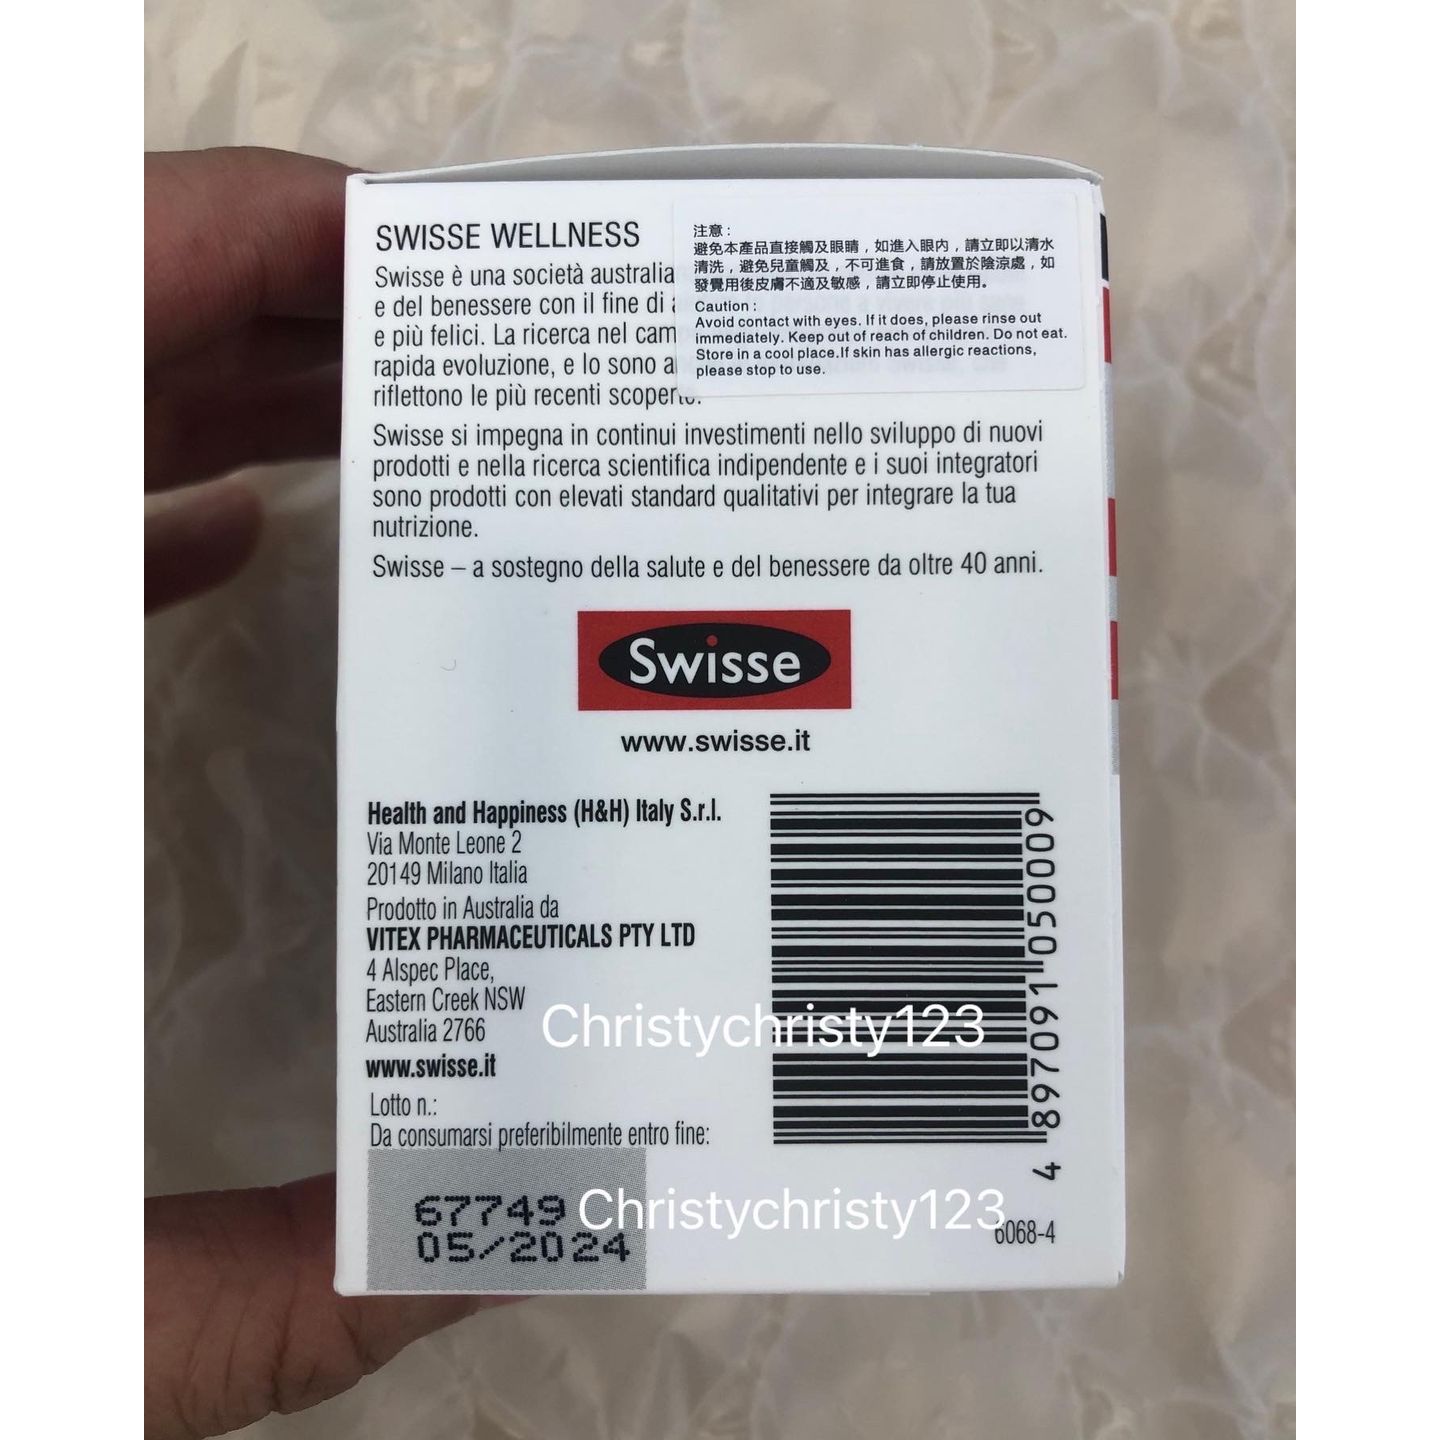 SWISSE WELLNESS
Swisse è una società australia
e del benessere con il fine di
e più felici. La ricerca nel cam
rapida evoluzione, e lo sono
riflettono le più recenti scoperte.
注意 :
避免本產品直接觸及眼睛，如進入眼內，請立即以清水
清洗，避免兒童觸及，不可進食，請放置於陰涼處，如
發覺用後皮膚不適及敏感，請立即停止使用。
Caution :
Avoid contact with eyes. If it does, please rinse out
immediately. Keep out of reach of children. Do not eat.
Store in a cool place.If skin has allergic reactions,
please stop to use.
Swisse si impegna in continui investimenti nello sviluppo di nuovi
prodotti e nella ricerca scientifica indipendente e i suoi integratori
sono prodotti con elevati standard qualitativi per integrare la tua
nutrizione.
Swisse – a sostegno della salute e del benessere da oltre 40 anni.
Swisse
www.swisse.it
Health and Happiness (H&H) Italy S.r.l.
Via Monte Leone 2
20149 Milano Italia
Prodotto in Australia da
VITEX PHARMACEUTICALS PTY LTD
4 Alspec Place,
Eastern Creek NSW
Australia 2766
www.swisse.it
Lotto n.:
Da consumarsi preferibilmente entro fine:
67749
05/2024
4 897091 050009
6068-4
Christychristy123
Christychristy123